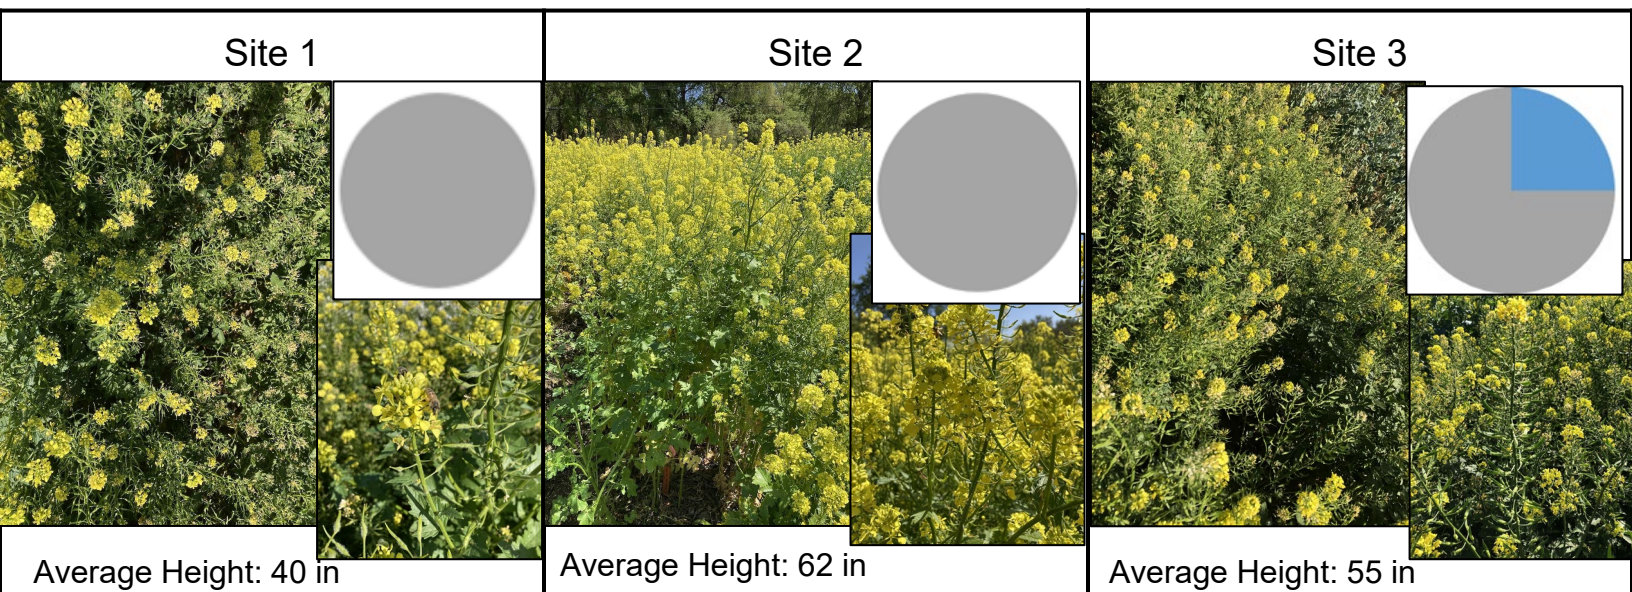 Site 1
Site 2
Site 3
Average Height: 40 in
Average Height: 62 in
Average Height: 55 in